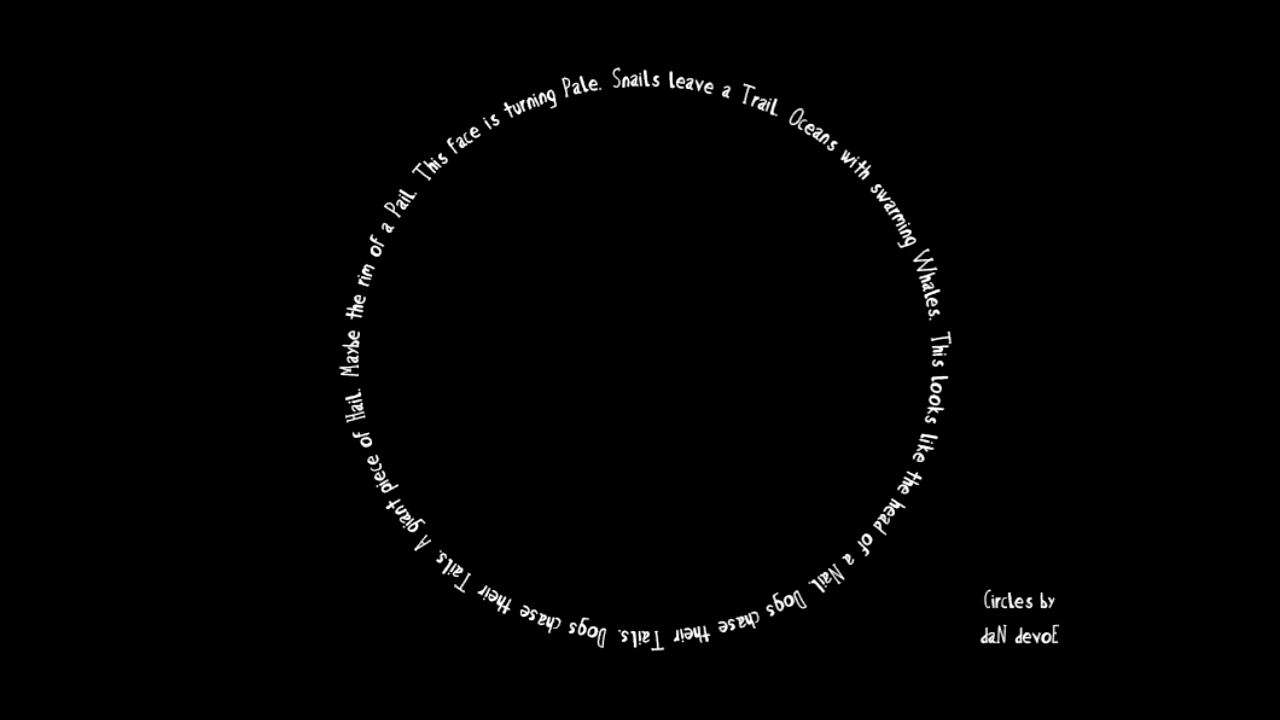 Snails leave a Trail. Oceans with swarming Whales. This looks like the head of a Nail. Dogs chase their Tails. Dogs chase their Tails. A giant piece of Hail. Maybe the rim of a Pail. This Face is turning Pale.
Circles by
daN devoE